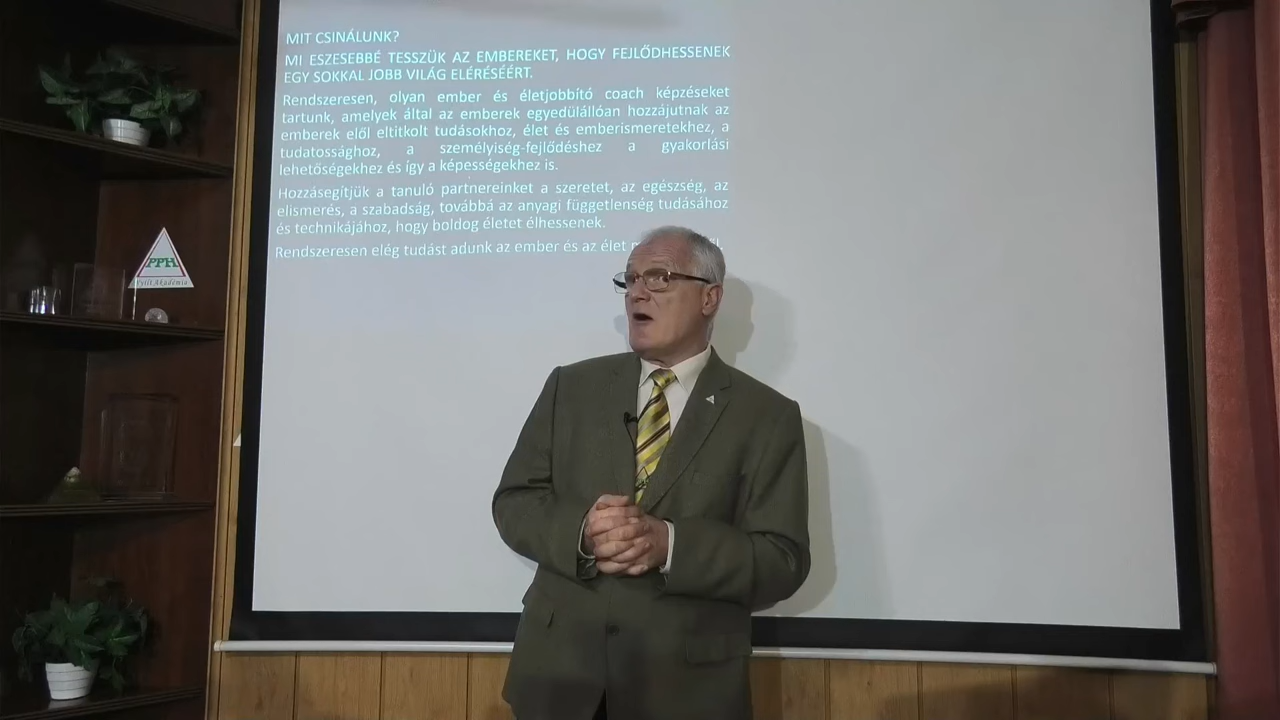 MIT CSINÁLUNK?
MI ESZESEBBÉ TESSZÜK AZ EMBEREKET, HOGY FEJLŐDHESSENEK
EGY SOKKAL JOBB VILÁG ELÉRÉSÉÉRT.
Rendszeresen, olyan ember és életjobbító coach képzéseket
tartunk, amelyek által az emberek egyedülállóan hozzájutnak az
emberek elől eltitkolt tudásokhoz, élet és emberismeretekhez, a
tudatossághoz, a személyiség-fejlődéshez a gyakorlási
lehetőségekhez és így a képességekhez is.
Hozzásegítjük a tanuló partnereinket a szeretet, az egészség, az
elismerés, a szabadság, továbbá az anyagi függetlenség tudásához
és technikájához, hogy boldog életet élhessenek.
Rendszeresen elég tudást adunk az ember és az élet
PPH
Nyílt Akadémia